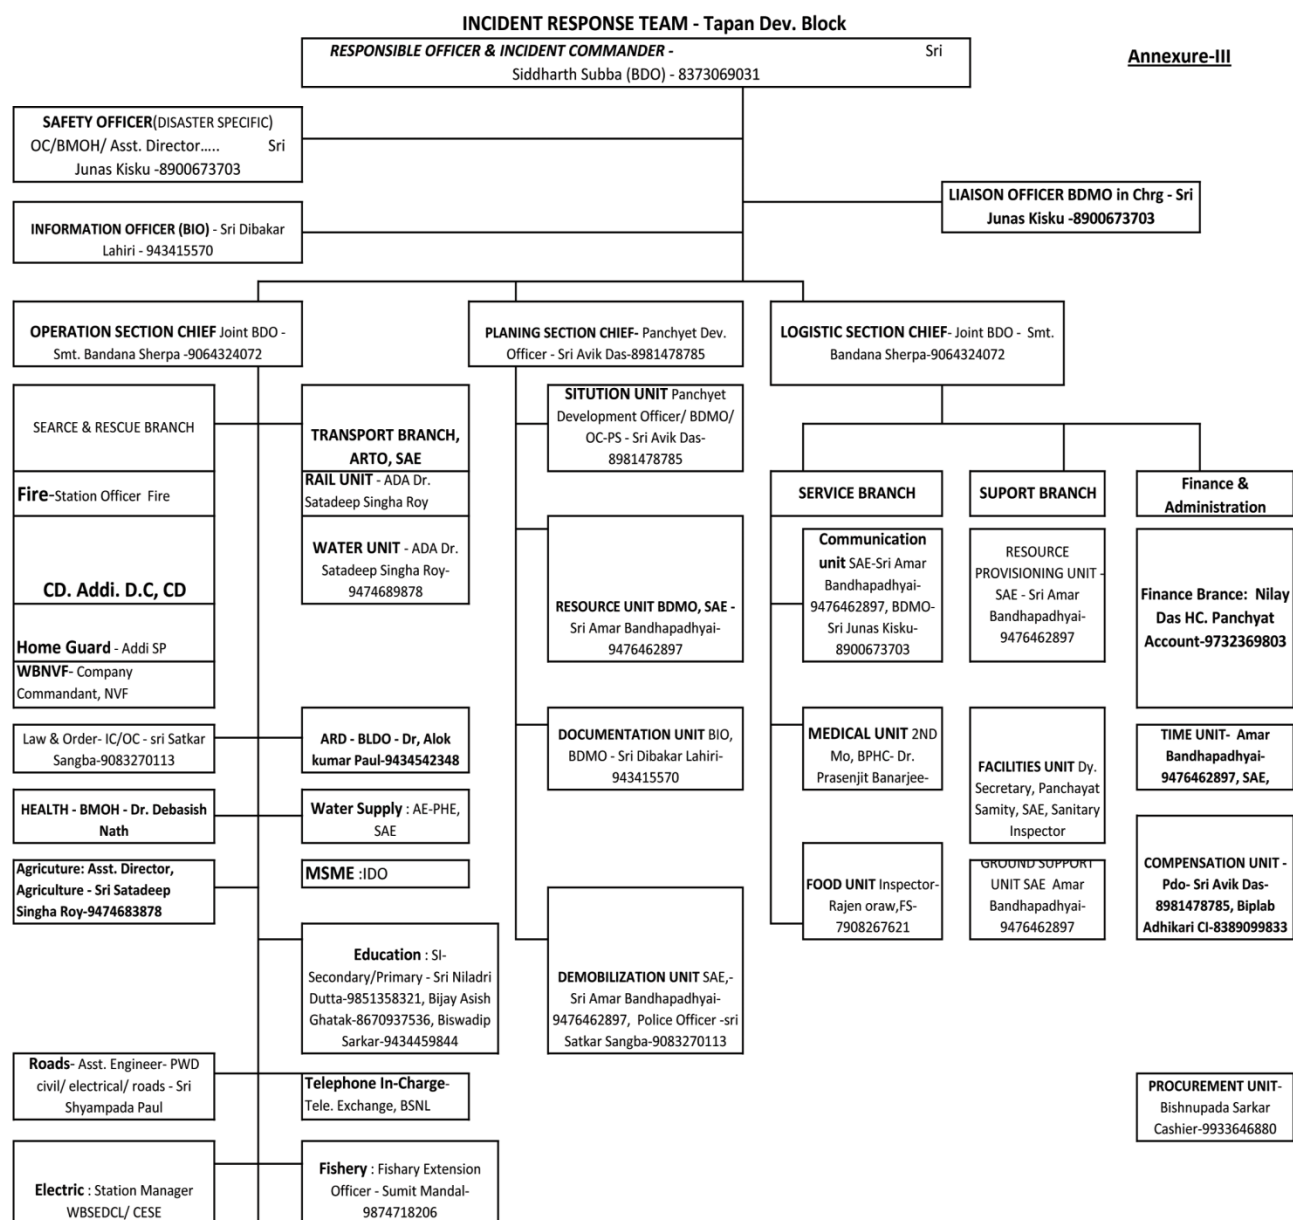 INCIDENT RESPONSE TEAM - Tapan Dev. Block
RESPONSIBLE OFFICER & INCIDENT COMMANDER - Sri
Siddharth Subba (BDO) - 8373069031
Annexure-III
SAFETY OFFICER(DISASTER SPECIFIC)
OC/BMOH/ Asst. Director..... Sri
Junas Kisku -8900673703
LIAISON OFFICER BDMO in Chrg - Sri
Junas Kisku -8900673703
INFORMATION OFFICER (BIO) - Sri Dibakar
Lahiri - 943415570
OPERATION SECTION CHIEF Joint BDO -
Smt. Bandana Sherpa -9064324072
PLANING SECTION CHIEF- Panchyet Dev.
Officer - Sri Avik Das-8981478785
LOGISTIC SECTION CHIEF- Joint BDO - Smt.
Bandana Sherpa-9064324072
SEARCE & RESCUE BRANCH
Fire-Station Officer Fire
CD. Addi. D.C, CD
Home Guard - Addi SP
WBNVF- Company
Commandant, NVF
TRANSPORT BRANCH,
ARTO, SAE
RAIL UNIT - ADA Dr.
Satadeep Singha Roy
WATER UNIT - ADA Dr.
Satadeep Singha Roy-
9474689878
SITUTION UNIT Panchyet
Development Officer/ BDMO/
OC-PS - Sri Avik Das-
8981478785
RESOURCE UNIT BDMO, SAE -
Sri Amar Bandhapadhyai-
9476462897
SERVICE BRANCH
Communication
unit SAE-Sri Amar
Bandhapadhyai-
9476462897, BDMO-
Sri Junas Kisku-
8900673703
SUPORT BRANCH
RESOURCE
PROVISIONING UNIT -
SAE - Sri Amar
Bandhapadhyai-
9476462897
Finance &
Administration
Finance Brance: Nilay
Das HC. Panchyat
Account-9732369803
Law & Order- IC/OC - sri Satkar
Sangba-9083270113
ARD - BLDO - Dr, Alok
kumar Paul-9434542348
DOCUMENTATION UNIT BIO,
BDMO - Sri Dibakar Lahiri-
943415570
MEDICAL UNIT 2ND
Mo, BPHC- Dr.
Prasenjit Banarjee-
FACILITIES UNIT Dy.
Secretary, Panchayat
Samity, SAE, Sanitary
Inspector
TIME UNIT- Amar
Bandhapadhyai-
9476462897, SAE,
HEALTH - BMOH - Dr. Debasish
Nath
Water Supply : AE-PHE,
SAE
Agricuture: Asst. Director,
Agriculture - Sri Satadeep
Singha Roy-9474683878
MSME :IDO
FOOD UNIT Inspector-
Rajen oraw,FS-
7908267621
GROUND SUPPORT
UNIT SAE Amar
Bandhapadhyai-
9476462897
COMPENSATION UNIT -
Pdo- Sri Avik Das-
8981478785, Biplab
Adhikari CI-8389099833
Education : SI-
Secondary/Primary - Sri Niladri
Dutta-9851358321, Bijay Asish
Ghatak-8670937536, Biswadip
Sarkar-9434459844
DEMOBILIZATION UNIT SAE,-
Sri Amar Bandhapadhyai-
9476462897, Police Officer -sri
Satkar Sangba-9083270113
Roads- Asst. Engineer- PWD
civil/ electrical/ roads - Sri
Shyampada Paul
Telephone In-Charge-
Tele. Exchange, BSNL
PROCUREMENT UNIT-
Bishnupada Sarkar
Cashier-9933646880
Electric : Station Manager
WBSEDCL/ CESE
Fishery : Fishary Extension
Officer - Sumit Mandal-
9874718206